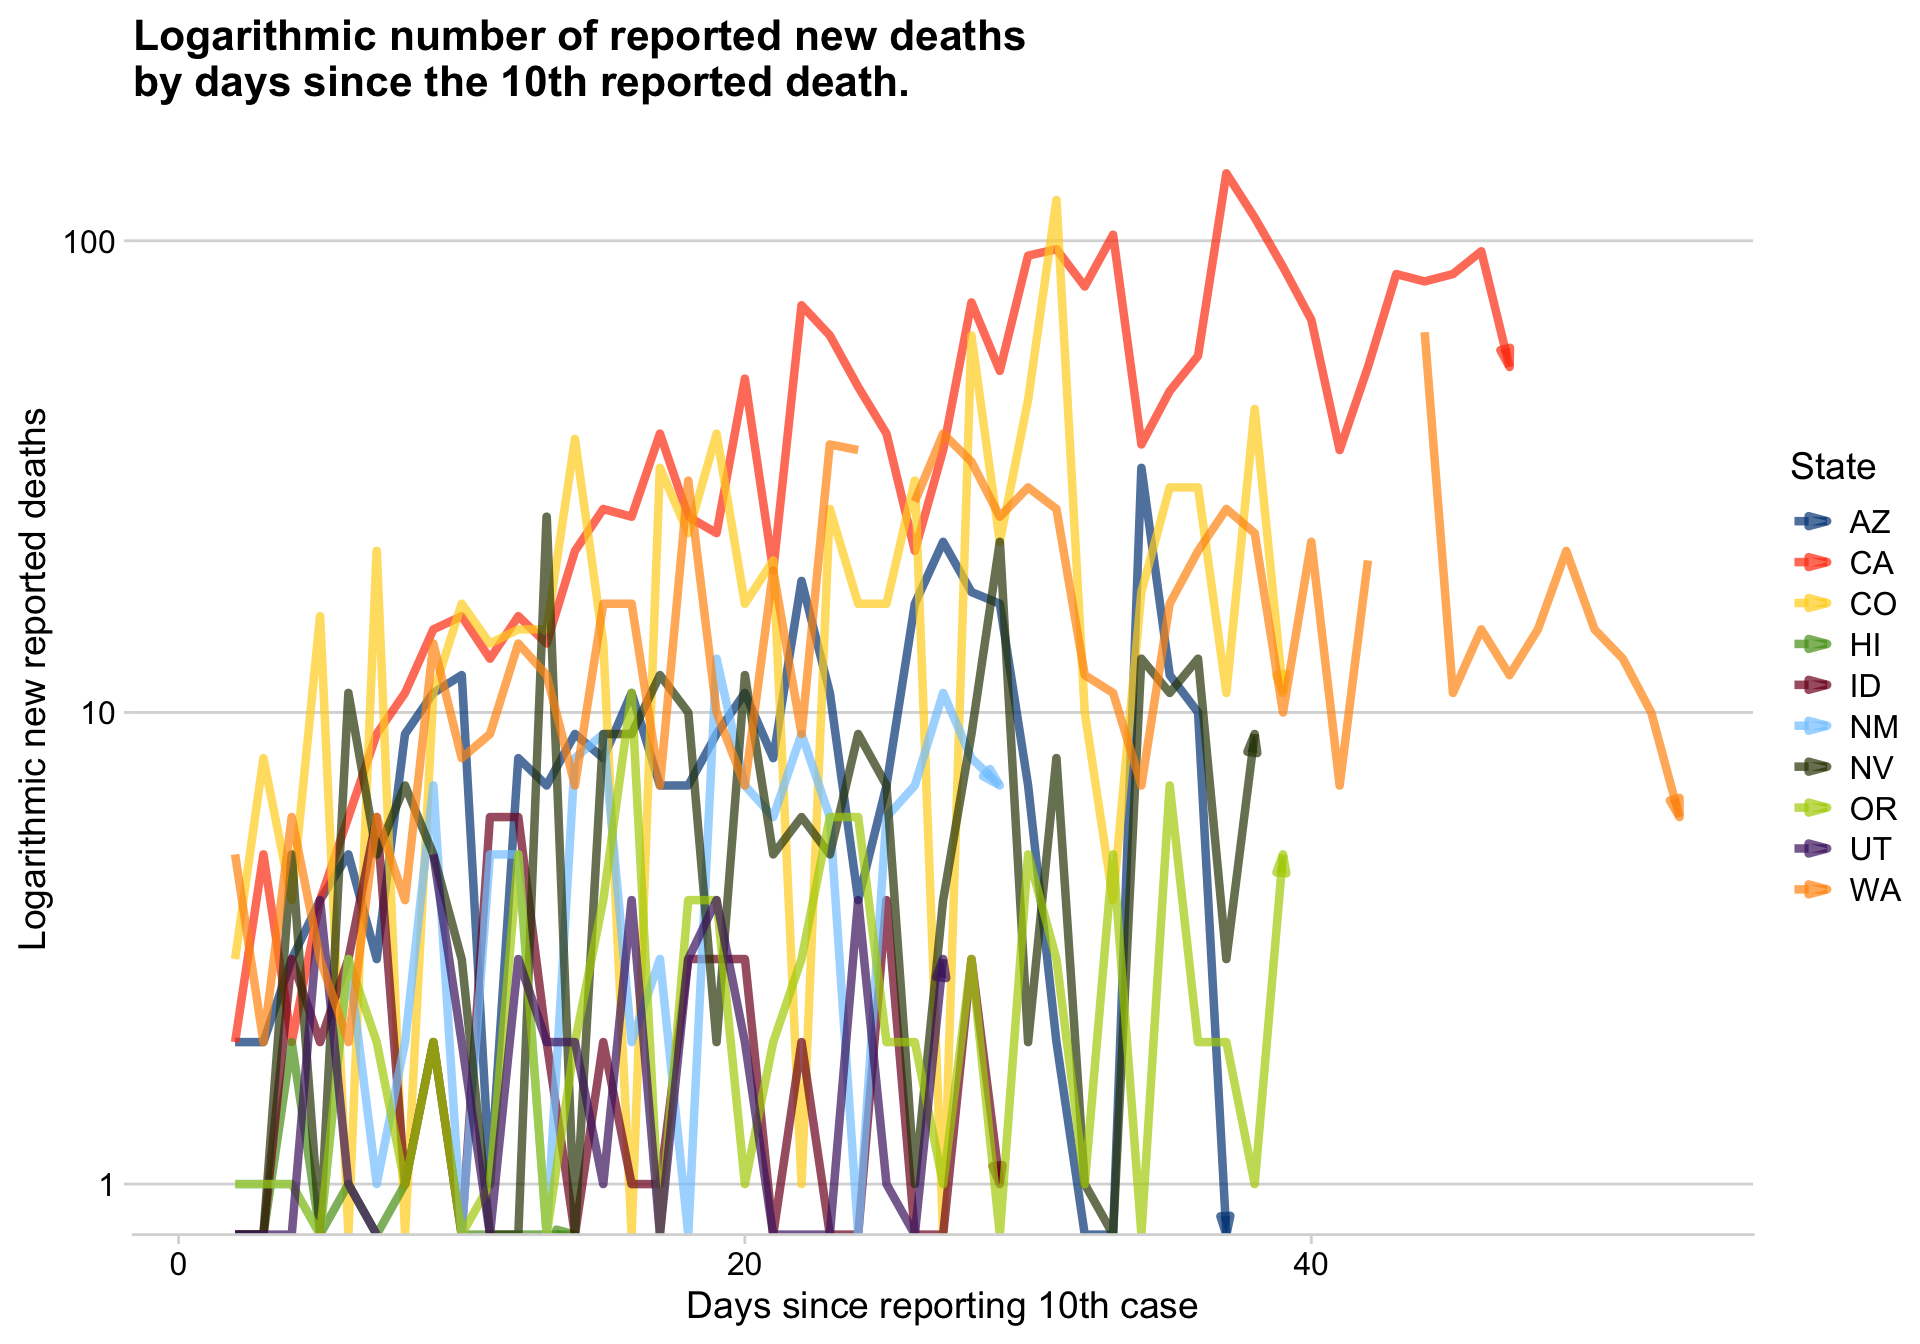 Logarithmic number of reported new deaths
by days since the 10th reported death.
Logarithmic new reported deaths
100
10
1
0
20
40
Days since reporting 10th case
State
AZ
CA
CO
HI
ID
NM
NV
OR
UT
WA